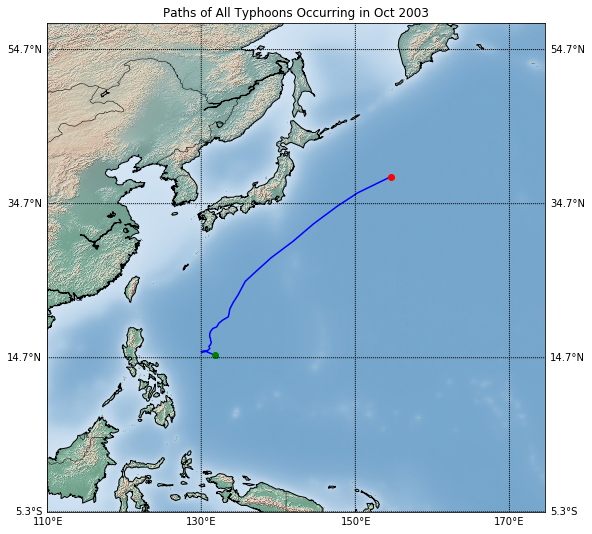 Paths of All Typhoons Occurring in Oct 2003
54.7°N 54.7°N
34.7°N 34.7°N
14.7°N 14.7°N
5.3°S 5.3°S
110°E 130°E 150°E 170°E